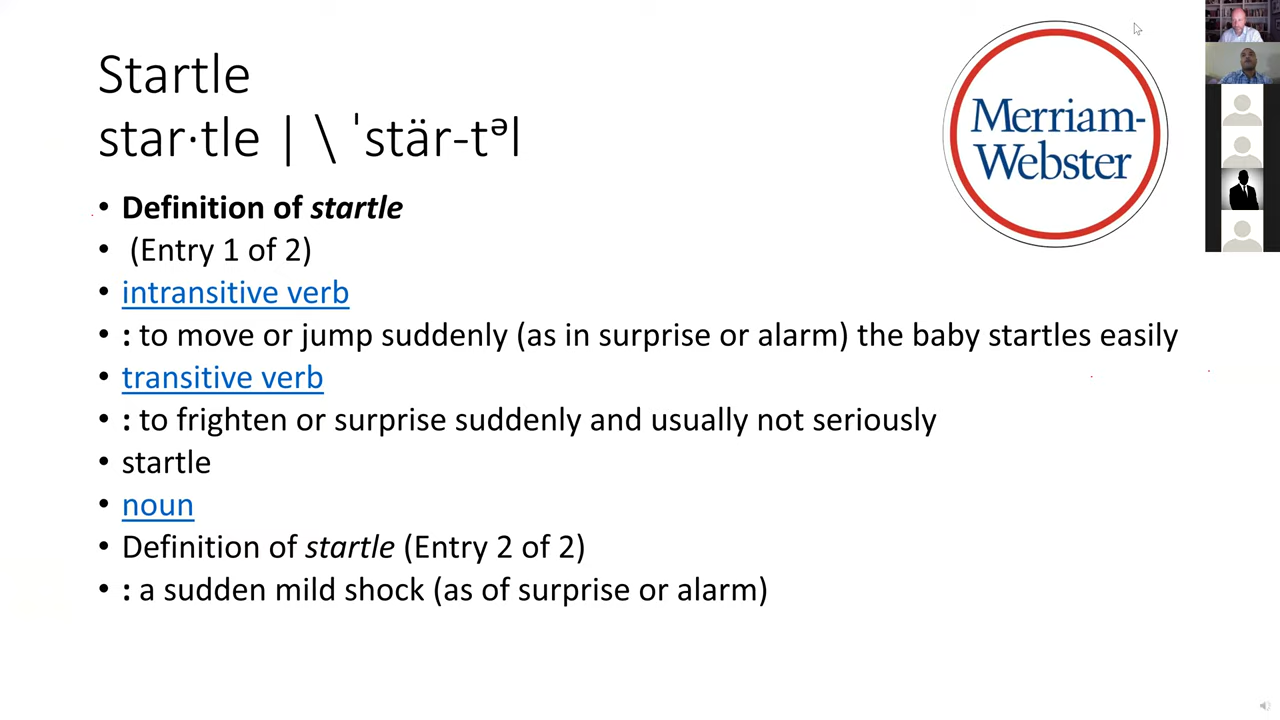 Startle
star·tle | \ ˈstär-tᵊl
• Definition of startle
• (Entry 1 of 2)
• intransitive verb
• : to move or jump suddenly (as in surprise or alarm) the baby startles easily
• transitive verb
• : to frighten or surprise suddenly and usually not seriously
• startle
• noun
• Definition of startle (Entry 2 of 2)
• : a sudden mild shock (as of surprise or alarm)
Merriam-
Webster